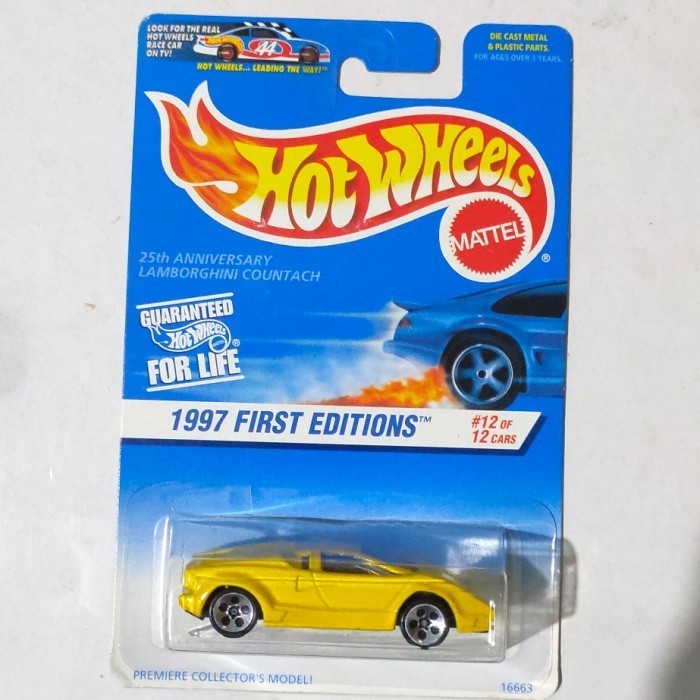 LOOK FOR THE REAL
HOT WHEELS
RACE CAR
ON TV!
44
HOT WHEELS... LEADING THE WAY!™
DIE CAST METAL
& PLASTIC PARTS.
FOR AGES OVER 3 YEARS.
HOT WHEELS
MATTEL
®
25th ANNIVERSARY
LAMBORGHINI COUNTACH
GUARANTEED
Hot Wheels ®
FOR LIFE
1997 FIRST EDITIONS™
#12 OF
12 CARS
PREMIERE COLLECTOR'S MODEL!
16663